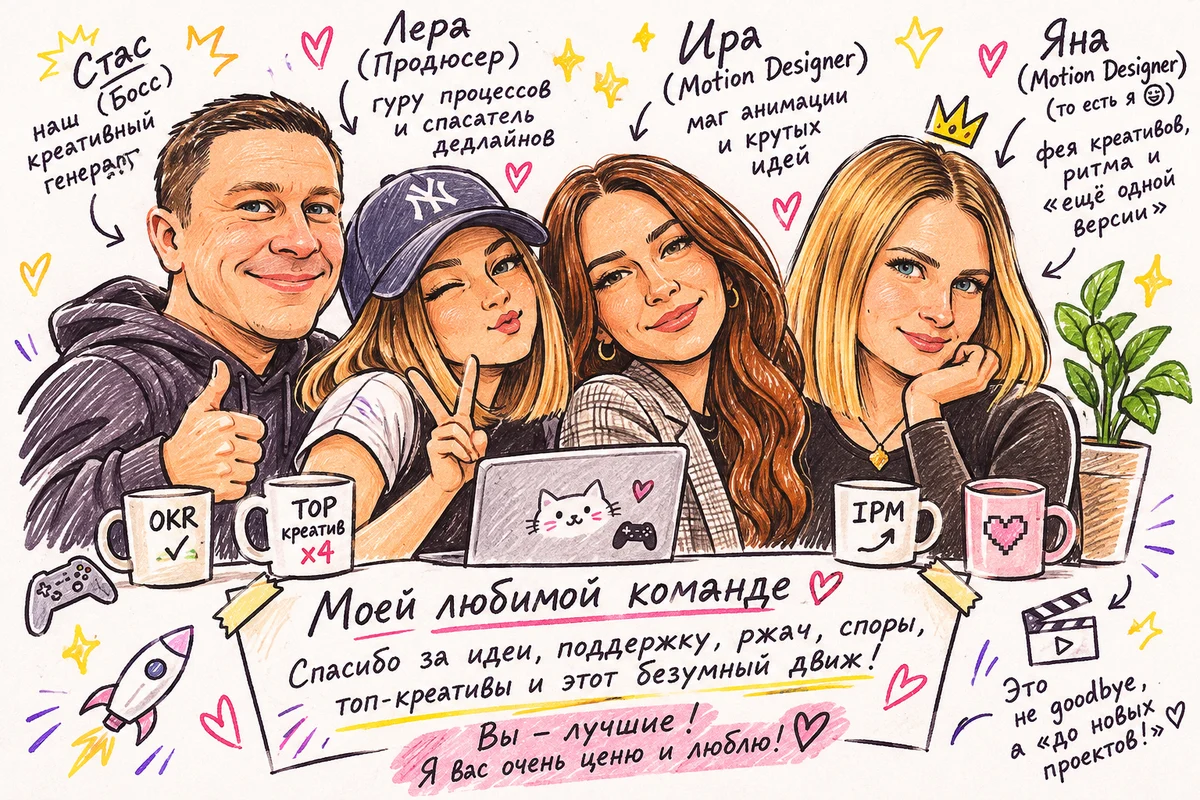 Стас
(Босс)
наш
креативный
Лера
(Продюсер)
гуру процессов
и спасатель
дедлайнов
Ира
(Motion Designer)
маг анимации
и крутых
идей
Яна
(Motion Designer)
(то есть я 😃)
фея креативов,
ритма и
«ещё одной
версии»
NY
OKR
TOP
креатив
x4
IPM
Моей любимой команде
Спасибо за идеи, поддержку, ржач, споры,
топ-креативы и этот безумный движ!
Вы – лучшие!
Я вас очень ценю и люблю!
Это
не goodbye,
а «до новых
проектов!»